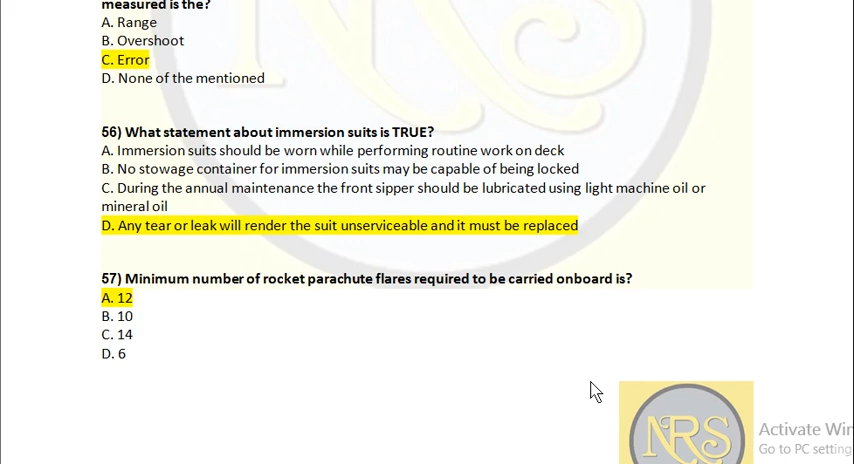 measured is the?
A. Range
B. Overshoot
C. Error
D. None of the mentioned
56) What statement about immersion suits is TRUE?
A. Immersion suits should be worn while performing routine work on deck
B. No stowage container for immersion suits may be capable of being locked
C. During the annual maintenance the front sipper should be lubricated using light machine oil or
mineral oil
D. Any tear or leak will render the suit unserviceable and it must be replaced
57) Minimum number of rocket parachute flares required to be carried onboard is?
A. 12
B. 10
C. 14
D. 6
NRS
Activate Win
Go to PC setting